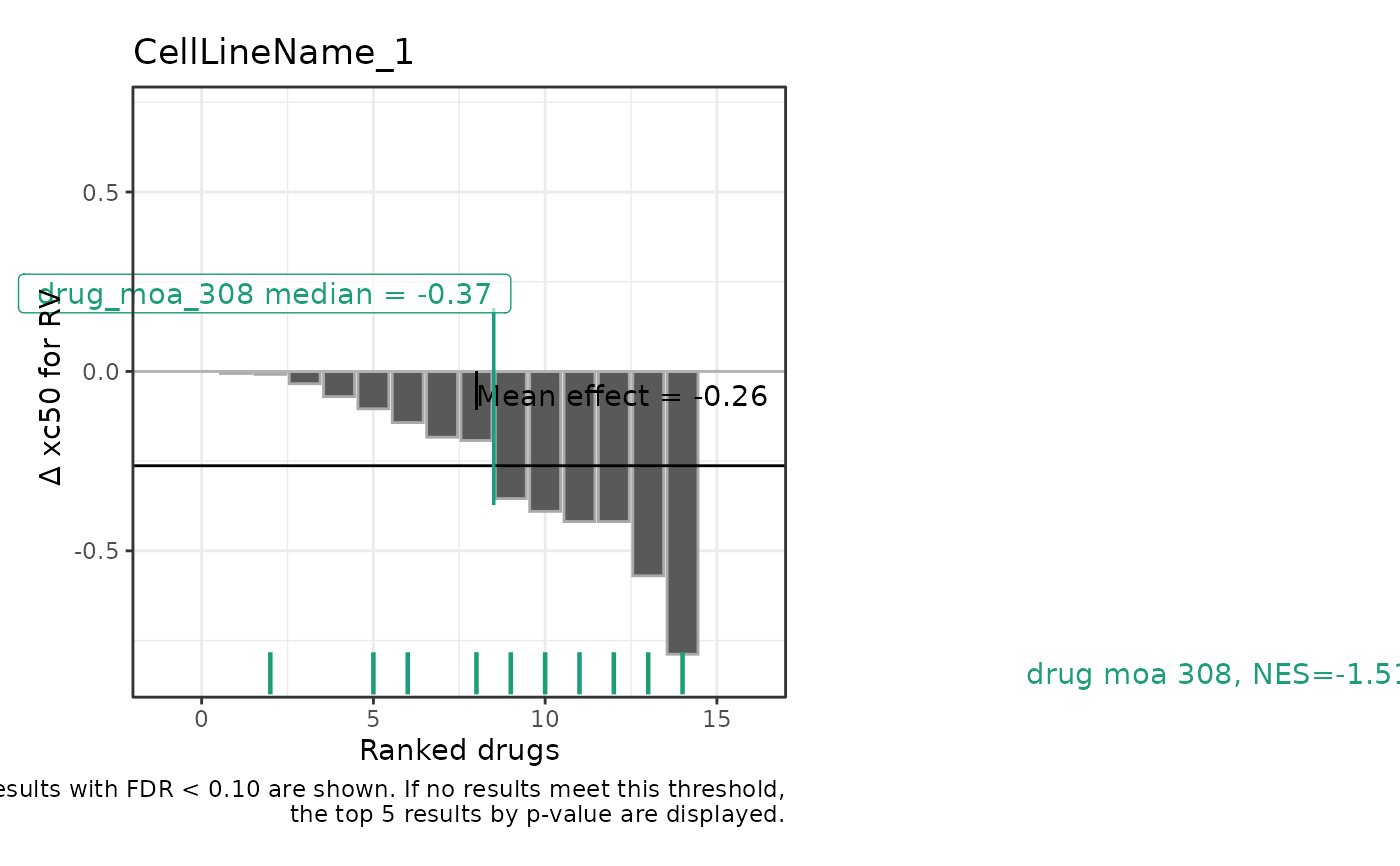 CellLineName_1
0.5
drug_moa_308 median = -0.37
0.0
Mean effect = -0.26
Δ xc50 for RV
-0.5
drug moa 308, NES=-1.51
0 5 10 15
Ranked drugs
with FDR < 0.10 are shown. If no results meet this threshold,
the top 5 results by p-value are displayed.